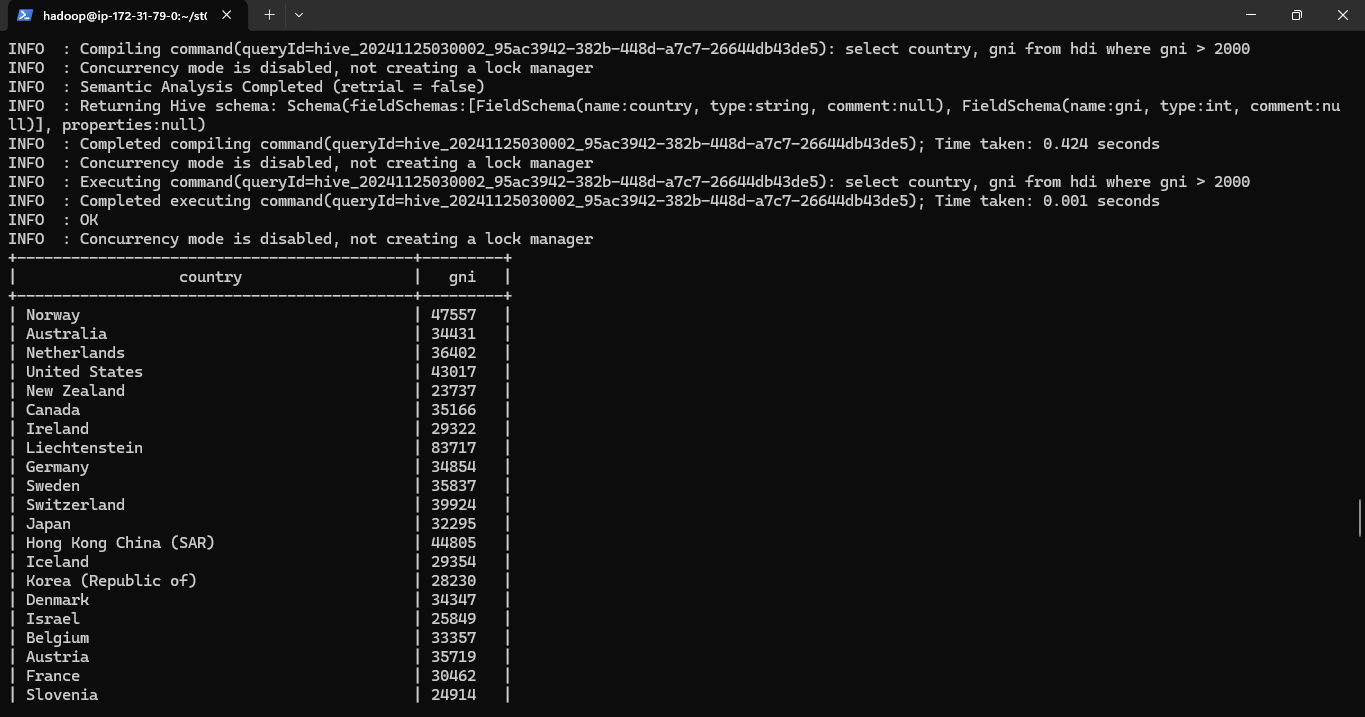 hadoop@ip-172-31-79-0:~/st(
INFO  : Compiling command(queryId=hive_20241125030002_95ac3942-382b-448d-a7c7-26644db43de5): select country, gni from hdi where gni > 2000
INFO  : Concurrency mode is disabled, not creating a lock manager
INFO  : Semantic Analysis Completed (retrial = false)
INFO  : Returning Hive schema: Schema(fieldSchemas:[FieldSchema(name:country, type:string, comment:null), FieldSchema(name:gni, type:int, comment:nu
ll)], properties:null)
INFO  : Completed compiling command(queryId=hive_20241125030002_95ac3942-382b-448d-a7c7-26644db43de5); Time taken: 0.424 seconds
INFO  : Concurrency mode is disabled, not creating a lock manager
INFO  : Executing command(queryId=hive_20241125030002_95ac3942-382b-448d-a7c7-26644db43de5): select country, gni from hdi where gni > 2000
INFO  : Completed executing command(queryId=hive_20241125030002_95ac3942-382b-448d-a7c7-26644db43de5); Time taken: 0.001 seconds
INFO  : OK
INFO  : Concurrency mode is disabled, not creating a lock manager
+--------------------------------------------+---------+
| country | gni |
+--------------------------------------------+---------+
| Norway | 47557 |
| Australia | 34431 |
| Netherlands | 36402 |
| United States | 43017 |
| New Zealand | 23737 |
| Canada | 35166 |
| Ireland | 29322 |
| Liechtenstein | 83717 |
| Germany | 34854 |
| Sweden | 35837 |
| Switzerland | 39924 |
| Japan | 32295 |
| Hong Kong China (SAR) | 44805 |
| Iceland | 29354 |
| Korea (Republic of) | 28230 |
| Denmark | 34347 |
| Israel | 25849 |
| Belgium | 33357 |
| Austria | 35719 |
| France | 30462 |
| Slovenia | 24914 |